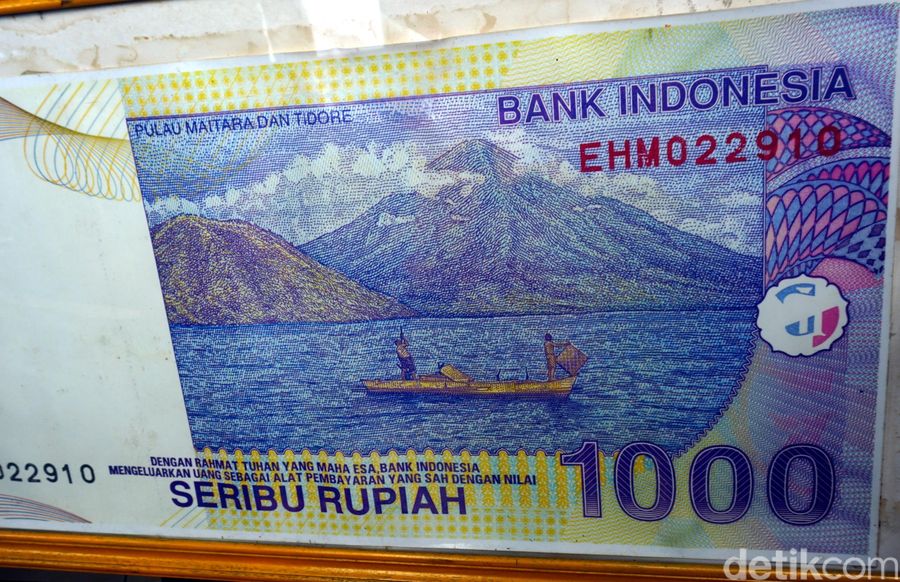 BANK INDONESIA
PULAU MAITARA DAN TIDORE
EHM022910
022910
DENGAN RAHMAT TUHAN YANG MAHA ESA, BANK INDONESIA
MENGELUARKAN UANG SEBAGAI ALAT PEMBAYARAN YANG SAH DENGAN NILAI
SERIBU RUPIAH
1000
detikcom